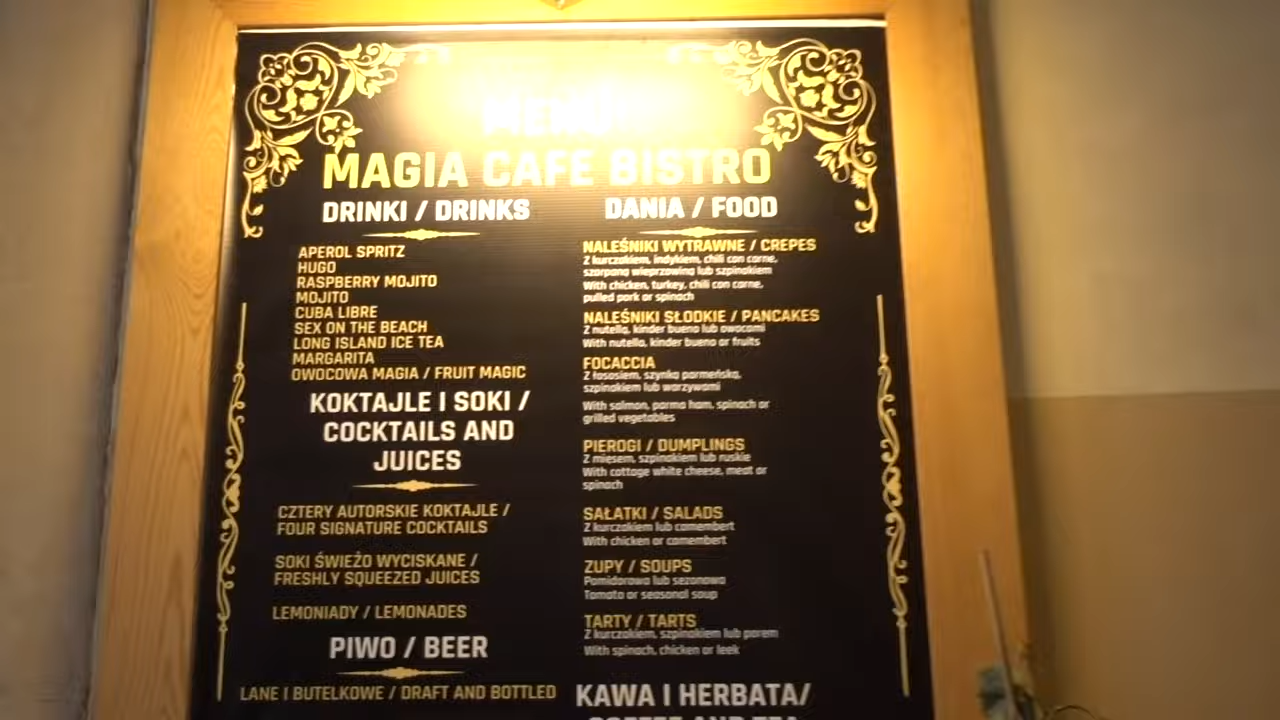 MENU
MAGIA CAFE BISTRO
DRINKI / DRINKS
APEROL SPRITZ
HUGO
RASPBERRY MOJITO
MOJITO
CUBA LIBRE
SEX ON THE BEACH
LONG ISLAND ICE TEA
MARGARITA
OWOCOWA MAGIA / FRUIT MAGIC
KOKTAJLE I SOKI /
COCKTAILS AND
JUICES
CZTERY AUTORSKIE KOKTAJLE /
FOUR SIGNATURE COCKTAILS
SOKI ŚWIEŻO WYCISKANE /
FRESHLY SQUEEZED JUICES
LEMONIADY / LEMONADES
PIWO / BEER
LANE I BUTELKOWE / DRAFT AND BOTTLED
DANIA / FOOD
NALEŚNIKI WYTRAWNE / CREPES
Z kurczakiem, indykiem, chili con carne,
szarpaną wieprzowiną lub szpinakiem
With chicken, turkey, chili con carne,
pulled pork or spinach
NALEŚNIKI SŁODKIE / PANCAKES
Z nutellą, kinder bueno lub owocami
With nutella, kinder bueno or fruits
FOCACCIA
Z łososiem, szynką parmeńską,
szpinakiem lub warzywami
With salmon, parma ham, spinach or
grilled vegetables
PIEROGI / DUMPLINGS
Z mięsem, szpinakiem lub ruskie
With cottage white cheese, meat or
spinach
SAŁATKI / SALADS
Z kurczakiem lub camembert
With chicken or camembert
ZUPY / SOUPS
Pomidorowa lub sezonowa
Tomato or seasonal soup
TARTY / TARTS
Z kurczakiem, szpinakiem lub porem
With spinach, chicken or leek
KAWA I HERBATA/
COFFEE AND TEA